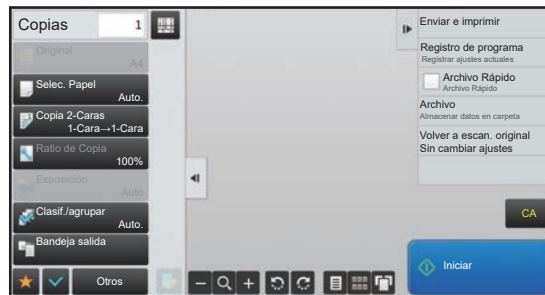 Copias 1
Original
A4
Selec. Papel
Auto.
Copia 2-Caras
1-Cara→1-Cara
Ratio de Copia
100%
Exposición
Auto
Clasif./agrupar
Auto.
Bandeja salida
Otros
Enviar e imprimir
Registro de programa
Registrar ajustes actuales
Archivo Rápido
Archivo Rápido
Archivo
Almacenar datos en carpeta
Volver a escan. original
Sin cambiar ajustes
CA
Iniciar